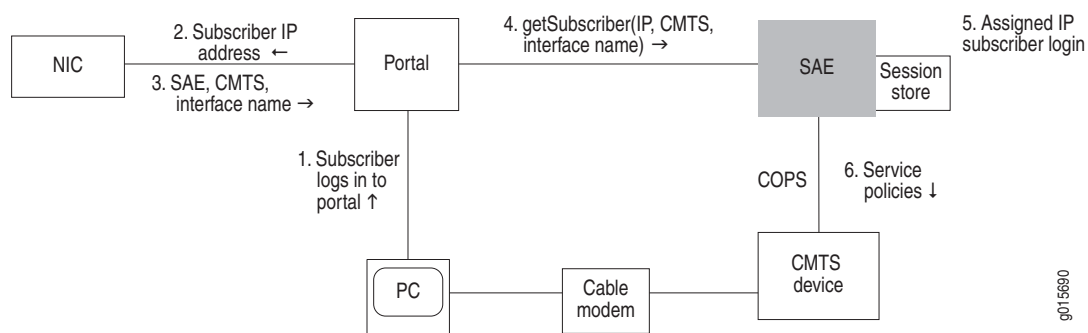 2. Subscriber IP
address ←
NIC
3. SAE, CMTS,
interface name →
Portal
4. getSubscriber(IP, CMTS,
interface name) →
SAE
Session
store
5. Assigned IP
subscriber login
1. Subscriber
logs in to
portal ↑
COPS
6. Service
policies ↓
PC
Cable
modem
CMTS
device
g015690